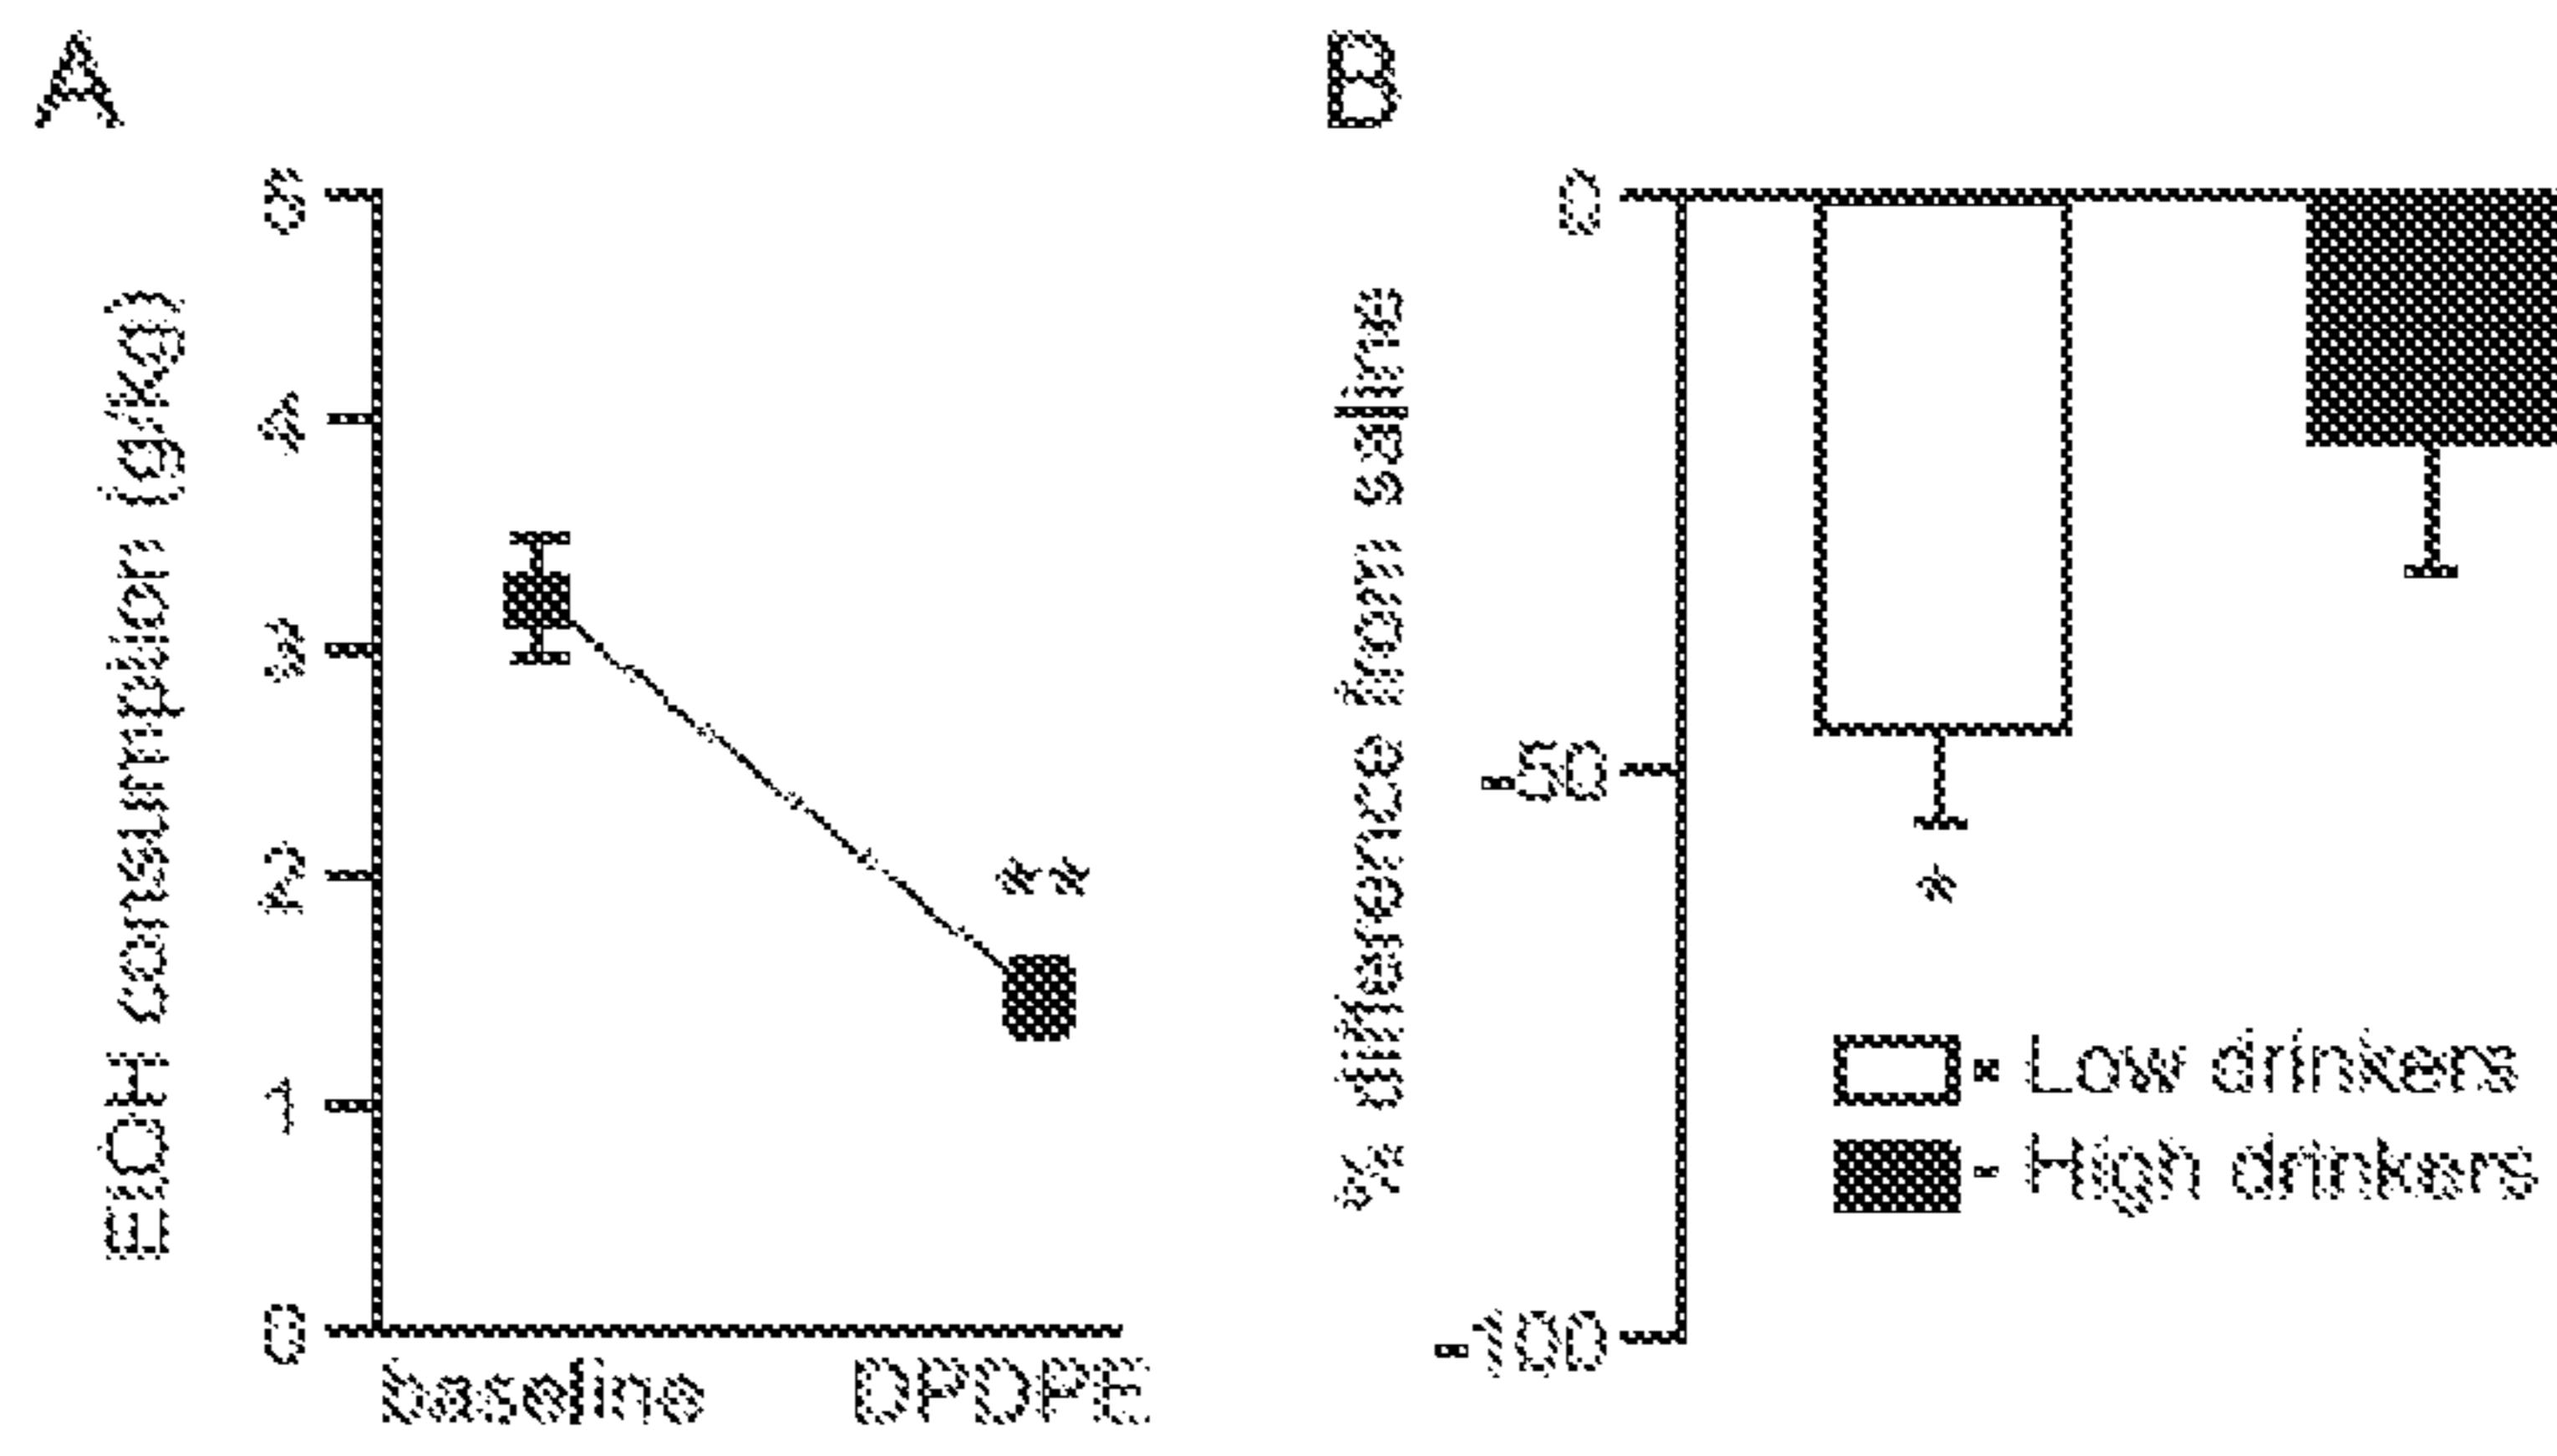 A
EtOH consumption (g/kg)
5
4
3
2
1
0
baseline
DPDPE
**
B
% difference from saline
0
-50
-100
*
- Low drinkers
- High drinkers